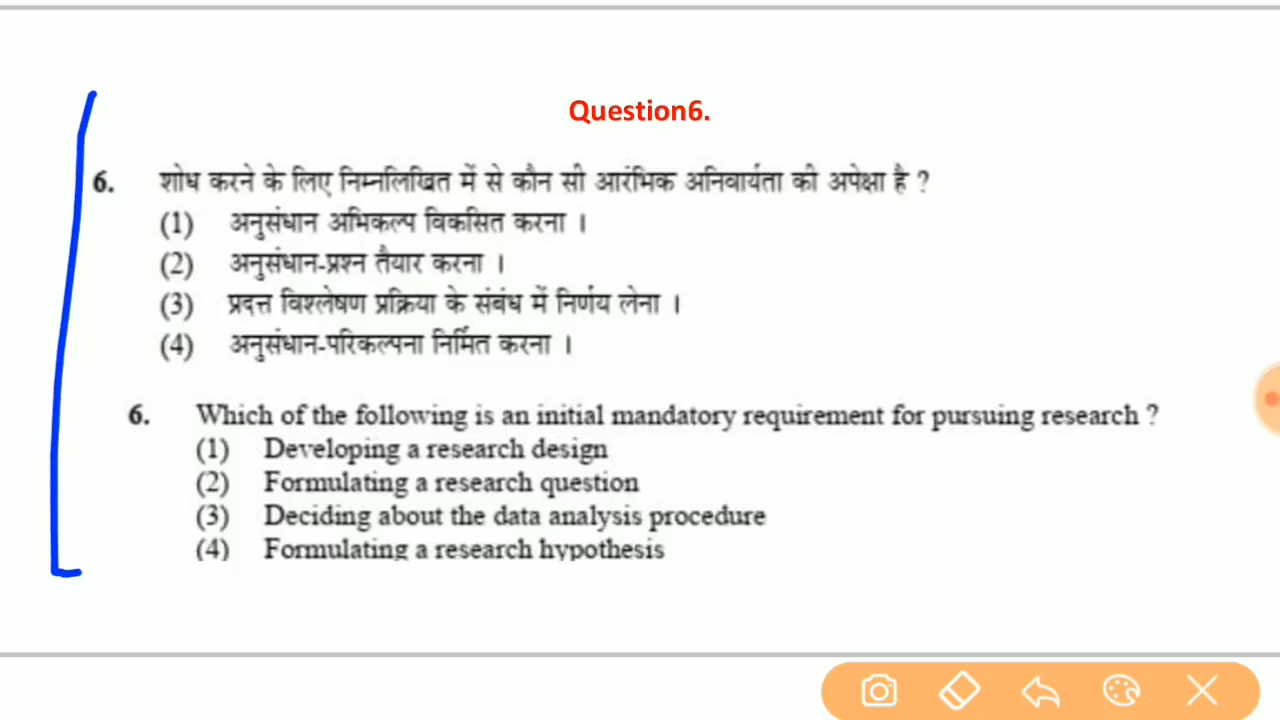 Question6.
6. शोध करने के लिए निम्नलिखित में से कौन सी आरंभिक अनिवार्यता की अपेक्षा है ?
(1) अनुसंधान अभिकल्प विकसित करना ।
(2) अनुसंधान-प्रश्न तैयार करना ।
(3) प्रदत्त विश्लेषण प्रक्रिया के संबंध में निर्णय लेना ।
(4) अनुसंधान-परिकल्पना निर्मित करना ।
6. Which of the following is an initial mandatory requirement for pursuing research ?
(1) Developing a research design
(2) Formulating a research question
(3) Deciding about the data analysis procedure
(4) Formulating a research hypothesis